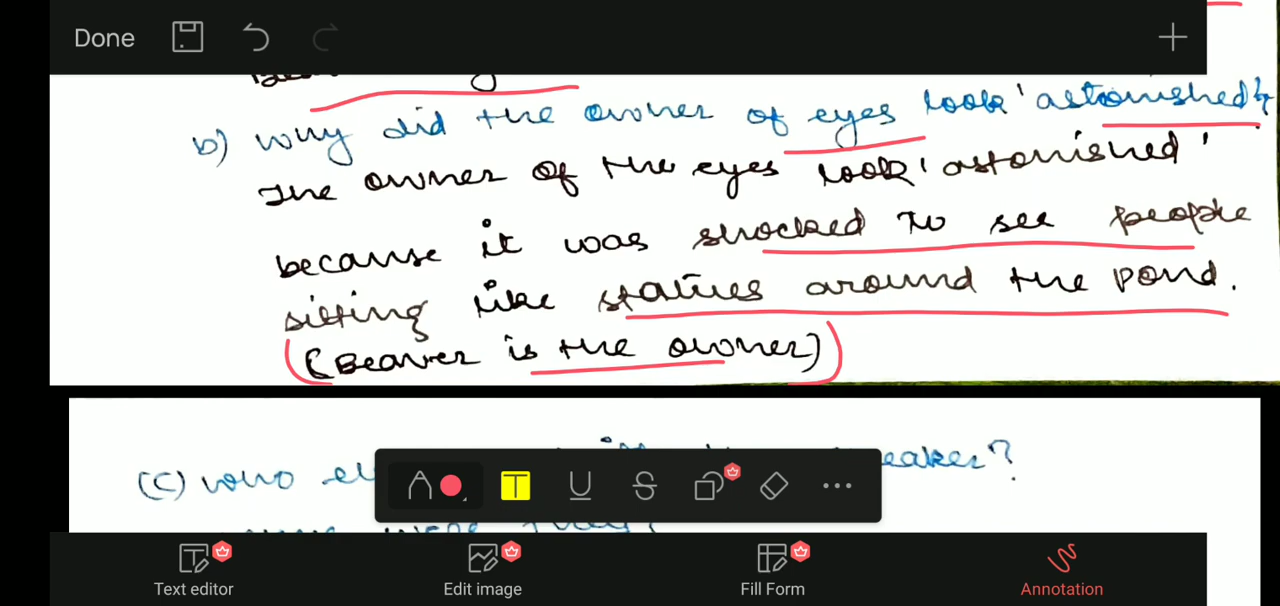 Done
b) Why did the owner of eyes look 'astonished'?
The owner of the eyes look 'astonished'
because it was shocked to see people
sitting like statues around the pond.
(Beaver is the owner)
(C) who
eaker?
Text editor Edit image Fill Form Annotation